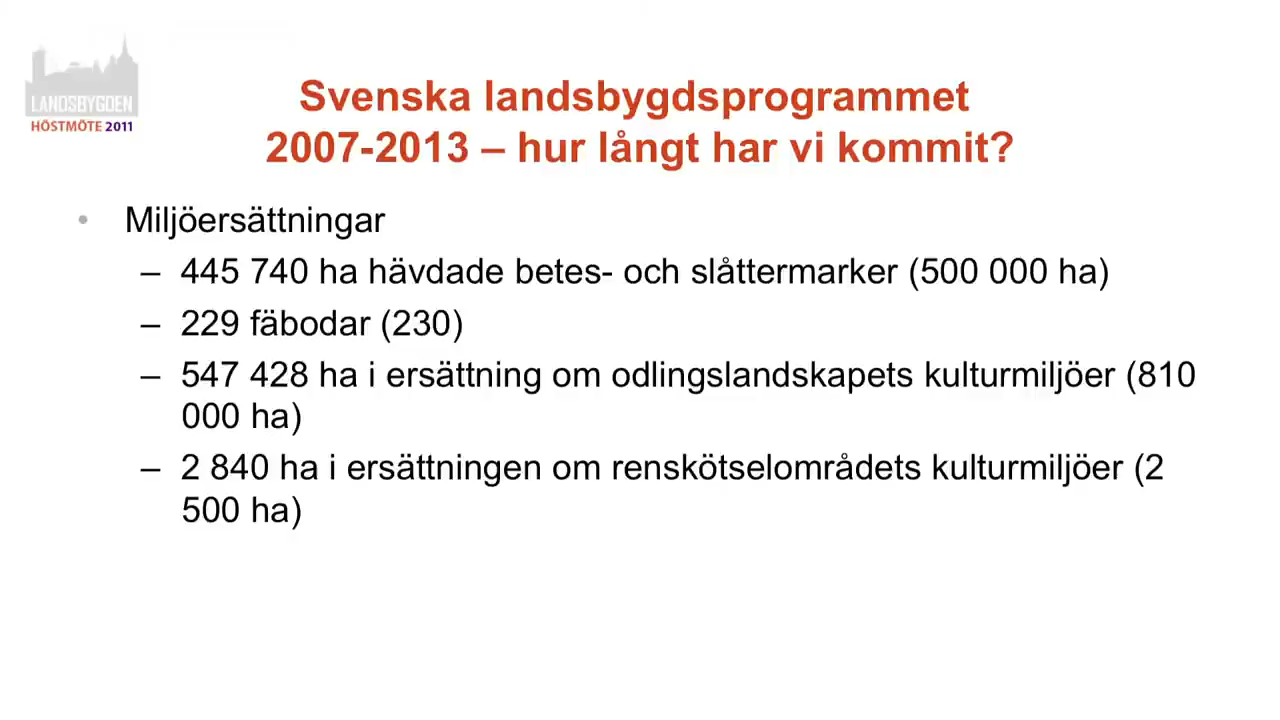 LANDSBYGDEN
HÖSTMÖTE 2011
Svenska landsbygdsprogrammet
2007-2013 – hur långt har vi kommit?
• Miljöersättningar
– 445 740 ha hävdade betes- och slåttermarker (500 000 ha)
– 229 fäbodar (230)
– 547 428 ha i ersättning om odlingslandskapets kulturmiljöer (810
000 ha)
– 2 840 ha i ersättningen om renskötselområdets kulturmiljöer (2
500 ha)